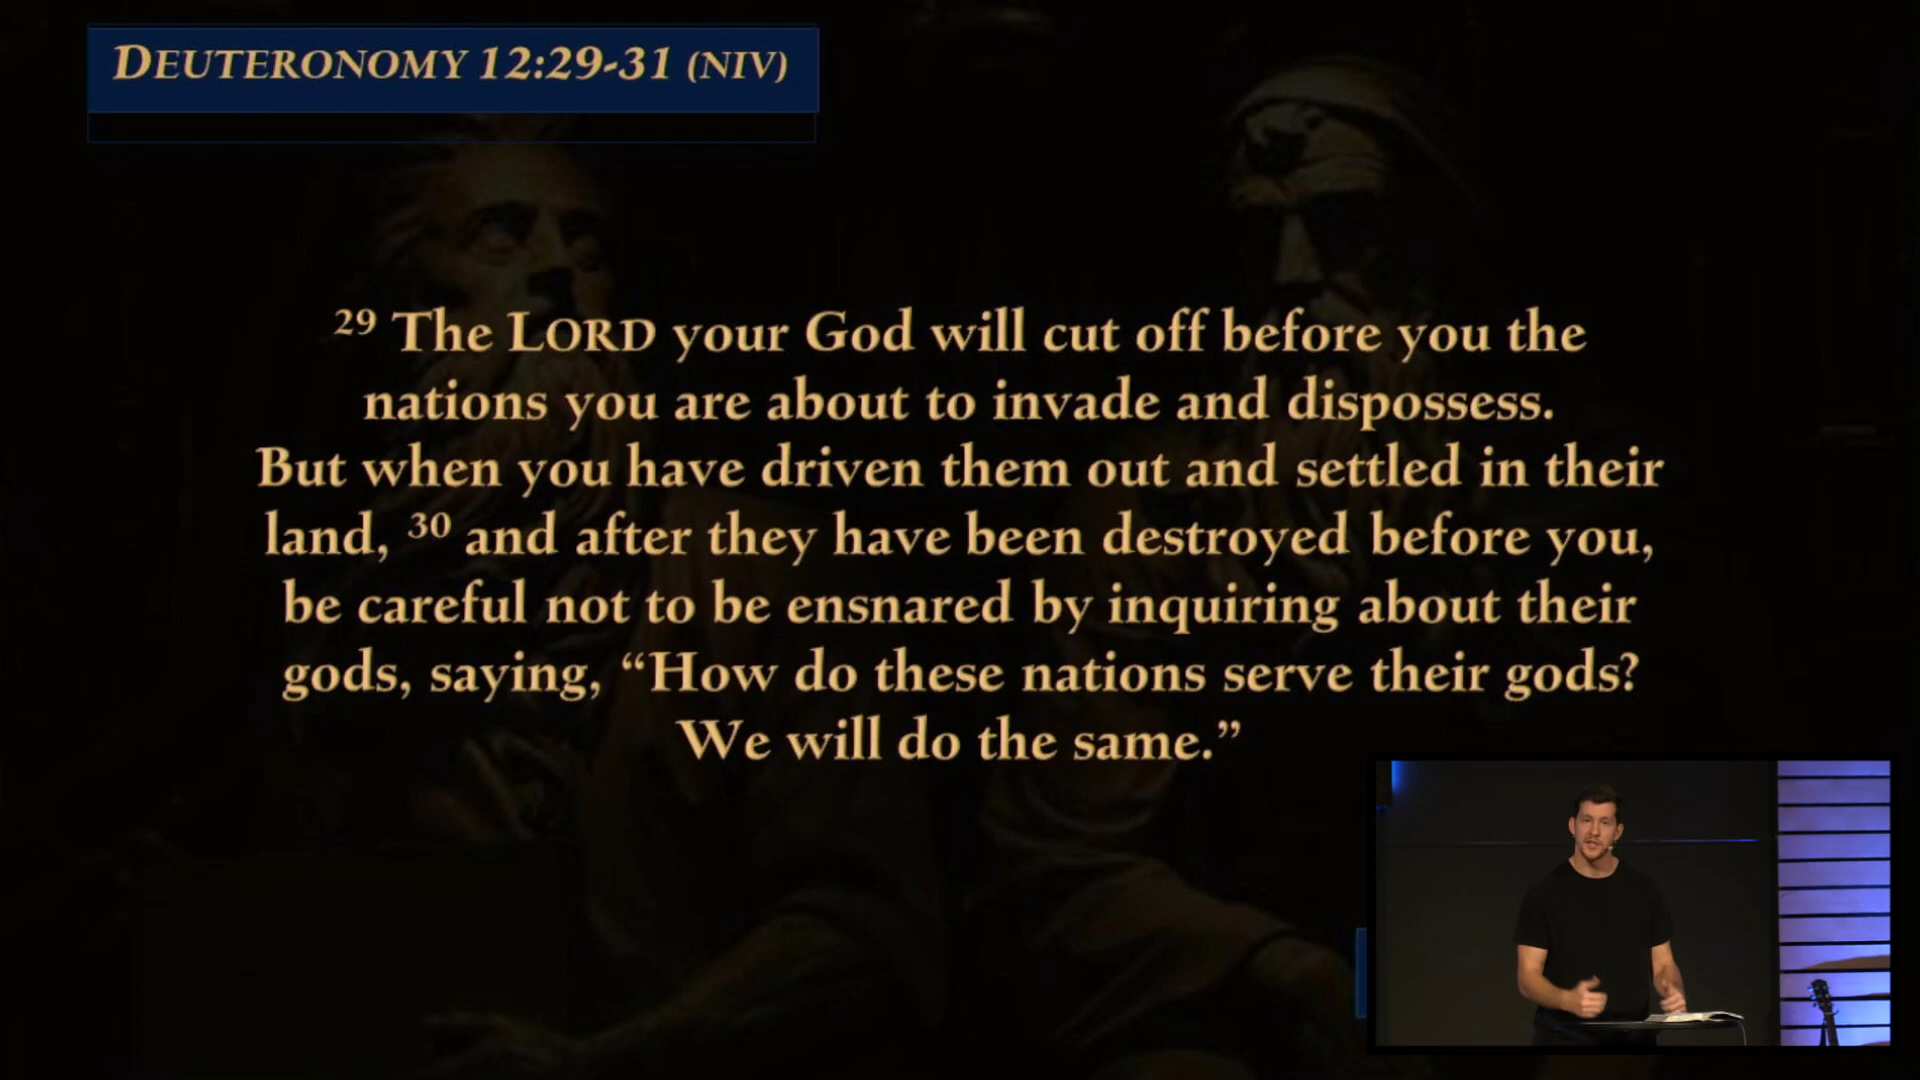 DEUTERONOMY 12:29-31 (NIV)
29 The LORD your God will cut off before you the
nations you are about to invade and dispossess.
But when you have driven them out and settled in their
land, 30 and after they have been destroyed before you,
be careful not to be ensnared by inquiring about their
gods, saying, “How do these nations serve their gods?
We will do the same.”